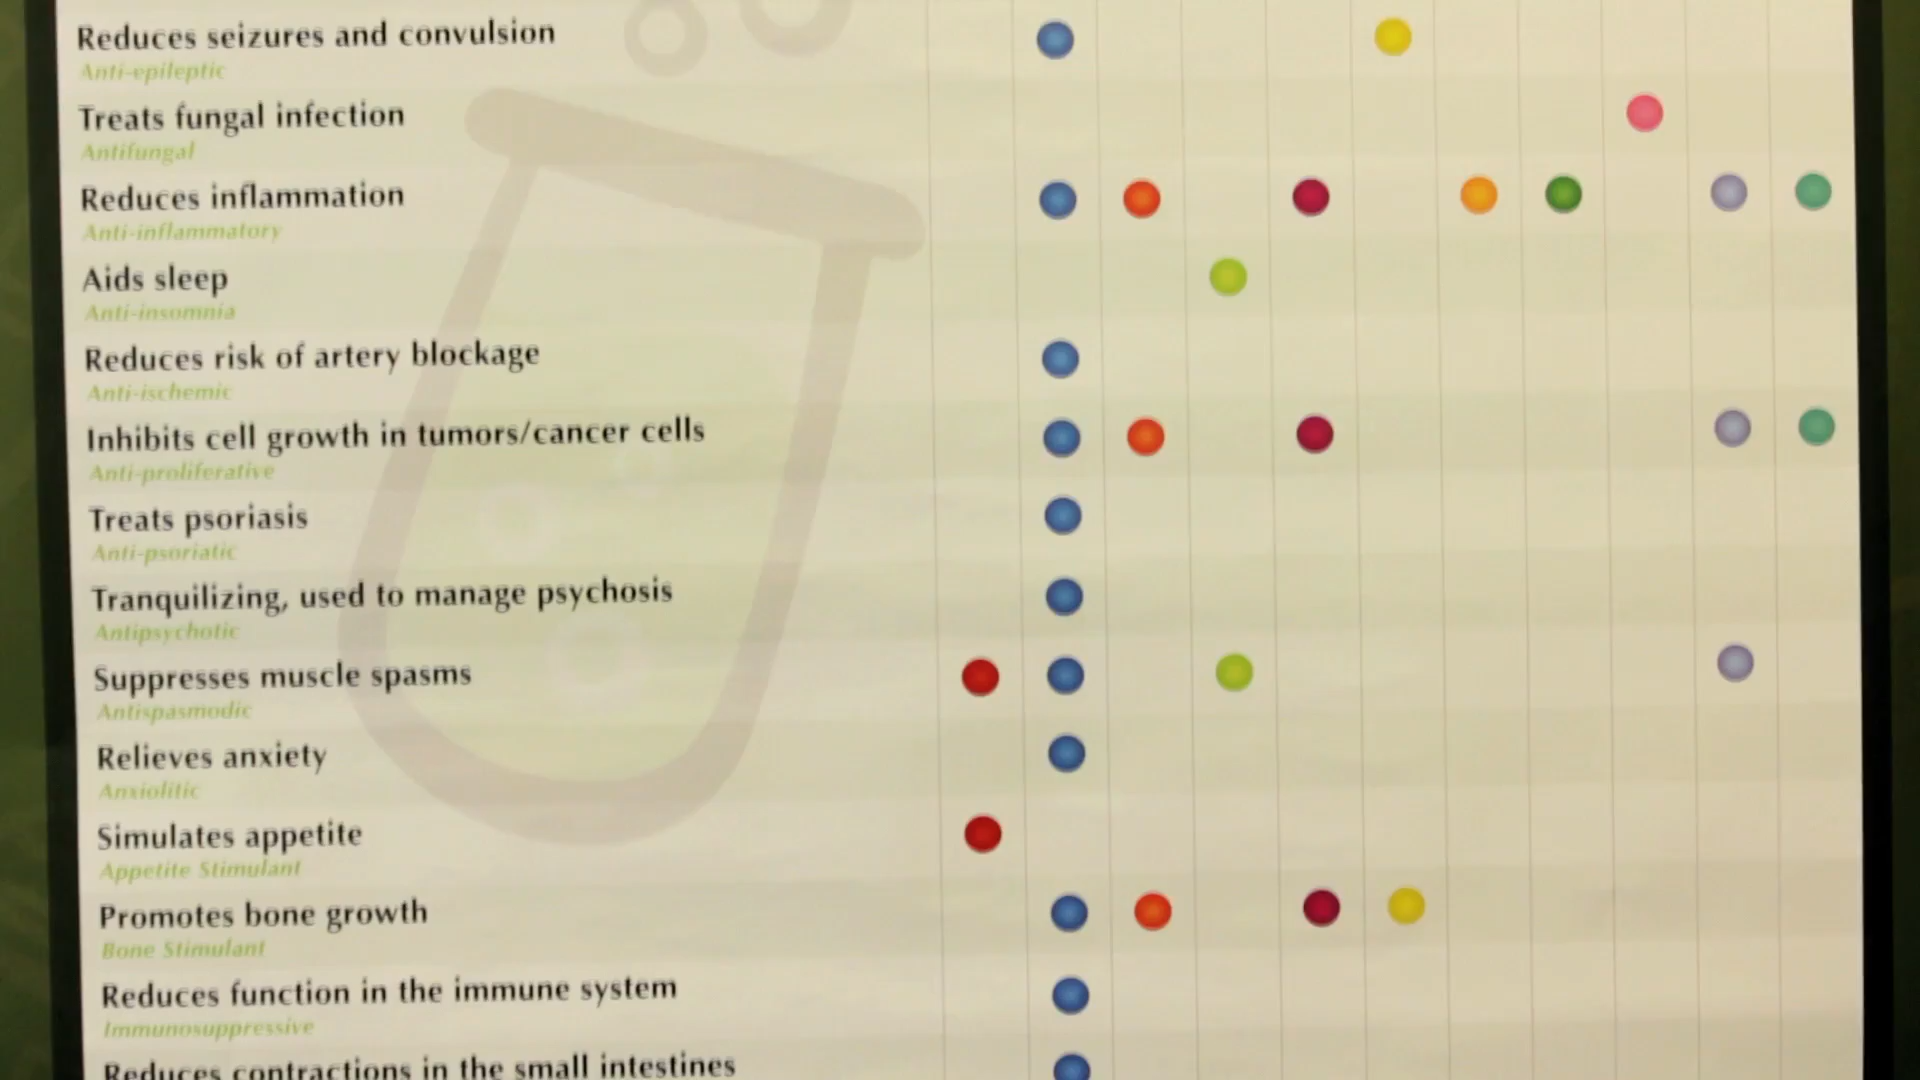 Reduces seizures and convulsion
Anti-epileptic
Treats fungal infection
Antifungal
Reduces inflammation
Anti-inflammatory
Aids sleep
Anti-insomnia
Reduces risk of artery blockage
Anti-ischemic
Inhibits cell growth in tumors/cancer cells
Anti-proliferative
Treats psoriasis
Anti-psoriatic
Tranquilizing, used to manage psychosis
Antipsychotic
Suppresses muscle spasms
Antispasmodic
Relieves anxiety
Anxiolitic
Simulates appetite
Appetite Stimulant
Promotes bone growth
Bone Stimulant
Reduces function in the immune system
Immunosuppressive
Reduces contractions in the small intestines